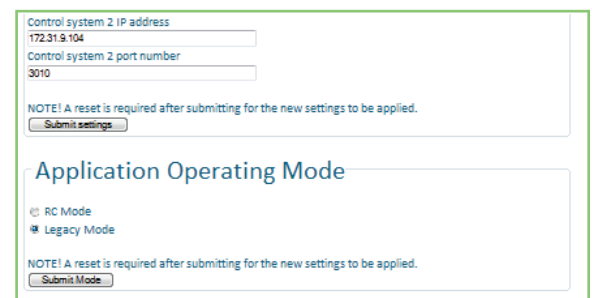 Control system 2 IP address
172.31.9.104
Control system 2 port number
3010
NOTE! A reset is required after submitting for the new settings to be applied.
Submit settings
Application Operating Mode
RC Mode
Legacy Mode
NOTE! A reset is required after submitting for the new settings to be applied.
Submit Mode